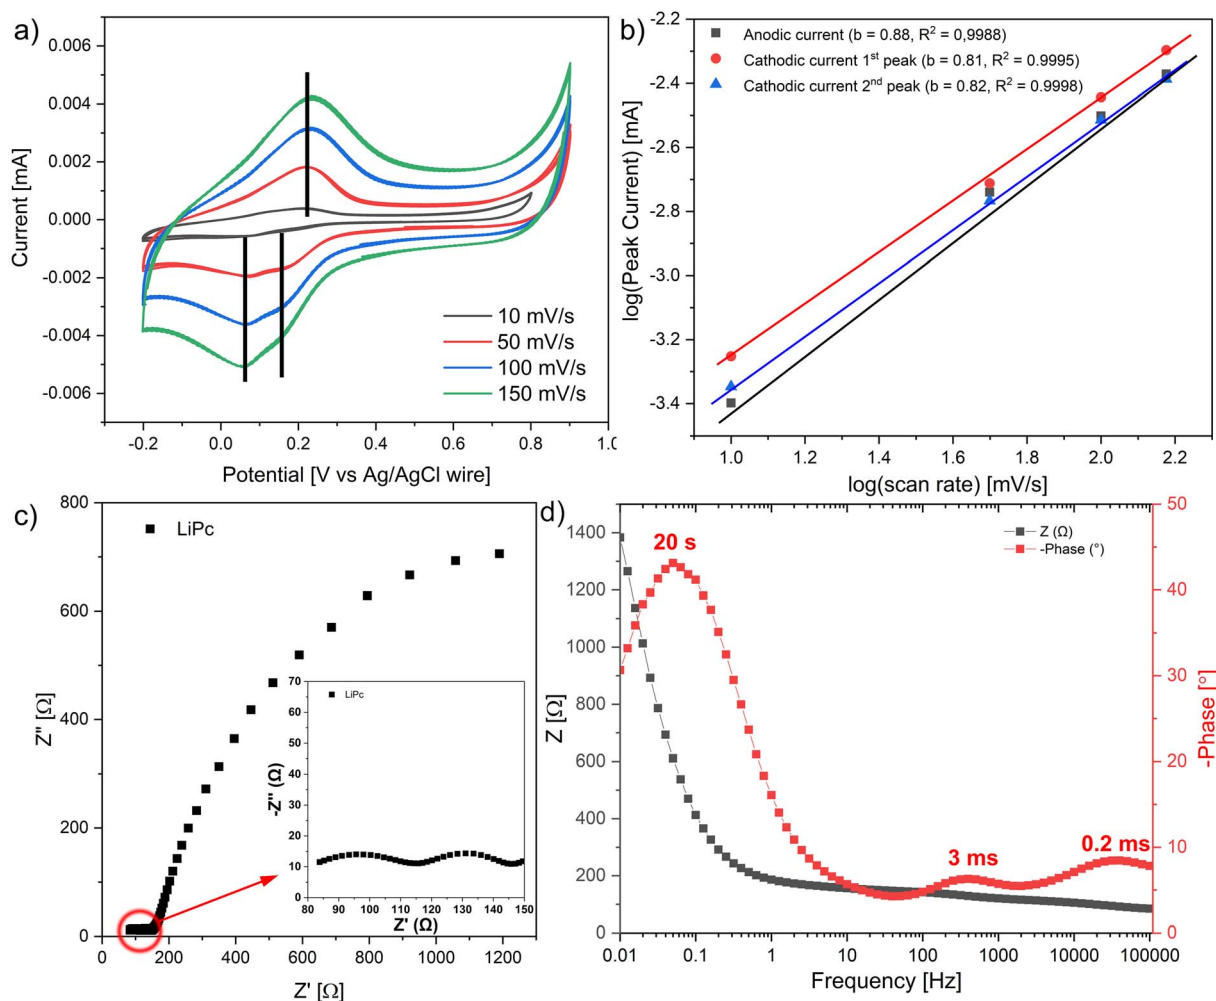 a)
0.006
0.004
0.002
0.000
-0.002
-0.004
-0.006
Current [mA]
-0.2
0.0
0.2
0.4
0.6
0.8
1.0
Potential [V vs Ag/AgCl wire]
10 mV/s
50 mV/s
100 mV/s
150 mV/s
b)
-2.2
-2.4
-2.6
-2.8
-3.0
-3.2
-3.4
log(Peak Current) [mA]
Anodic current (b = 0.88, R² = 0,9988)
Cathodic current 1st peak (b = 0.81, R² = 0.9995)
Cathodic current 2nd peak (b = 0.82, R² = 0.9998)
1.0
1.2
1.4
1.6
1.8
2.0
2.2
log(scan rate) [mV/s]
c)
800
600
400
200
0
Z" [Ω]
LiPc
0
200
400
600
800
1000
1200
Z' [Ω]
70
60
50
40
30
20
10
0
-Z'' (Ω)
LiPc
80
90
100
110
120
130
140
150
Z' (Ω)
d)
1400
1200
1000
800
600
400
200
0
Z [Ω]
20 s
3 ms
0.2 ms
Z (Ω)
-Phase (°)
50
40
30
20
10
0
-Phase [°]
0.01
0.1
1
10
100
1000
10000
100000
Frequency [Hz]